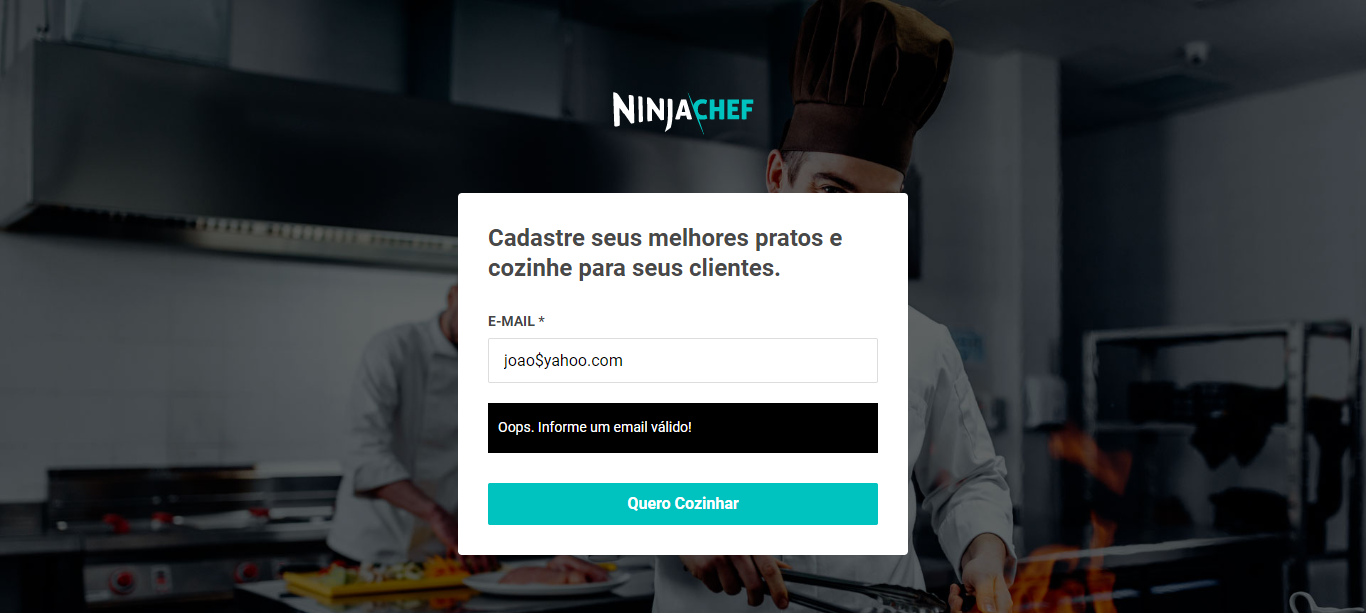 NINJACHEF
Cadastre seus melhores pratos e
cozinhe para seus clientes.
E-MAIL *
joao$yahoo.com
Oops. Informe um email válido!
Quero Cozinhar